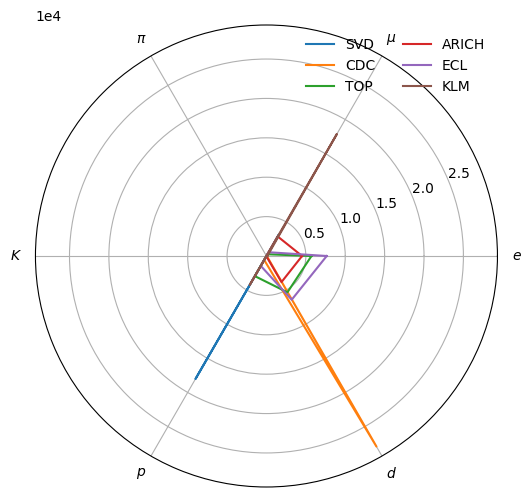 1e4
π
μ
SVD ARICH
CDC ECL
TOP KLM
2.5
2.0
1.5
1.0
0.5
K
e
p
d